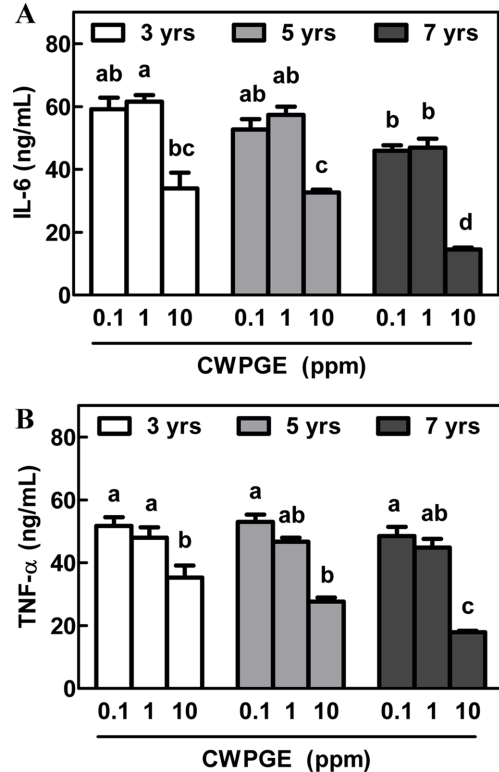 A
3 yrs 5 yrs 7 yrs
80
60
40
20
0
IL-6 (ng/mL)
ab a bc ab ab c b b d
0.1 1 10 0.1 1 10 0.1 1 10
CWPGE (ppm)
B
3 yrs 5 yrs 7 yrs
80
60
40
20
0
TNF-α (ng/mL)
a a b a ab b a ab c
0.1 1 10 0.1 1 10 0.1 1 10
CWPGE (ppm)